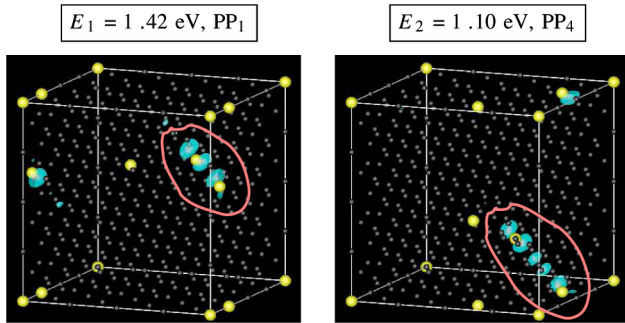 E1 = 1 .42 eV, PP1
E2 = 1 .10 eV, PP4